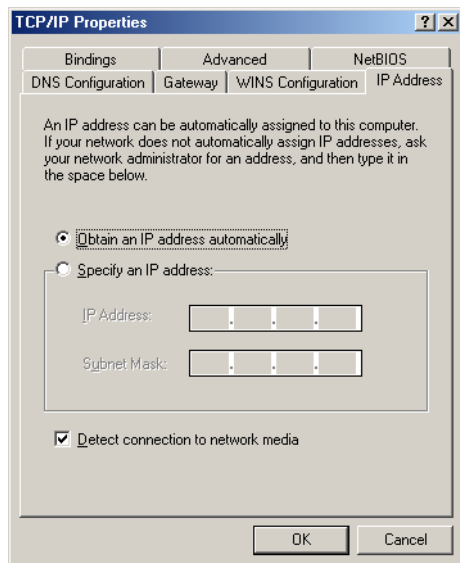 TCP/IP Properties
Bindings Advanced NetBIOS
DNS Configuration Gateway WINS Configuration IP Address
An IP address can be automatically assigned to this computer.
If your network does not automatically assign IP addresses, ask
your network administrator for an address, and then type it in
the space below.
Obtain an IP address automatically
Specify an IP address:
IP Address:
Subnet Mask:
Detect connection to network media
OK Cancel